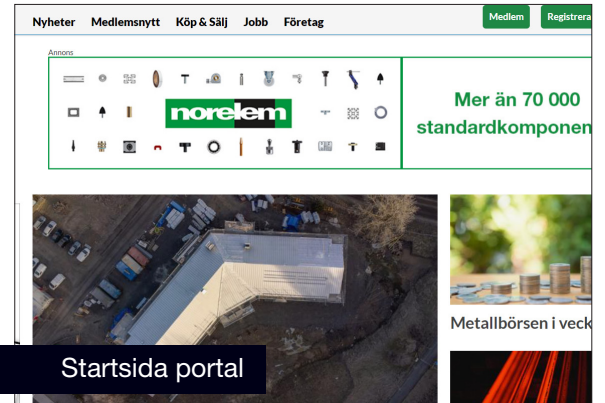 Nyheter Medlemsnytt Köp & Sälj Jobb Företag Medlem Registrera
Annons
norelem
Mer än 70 000
standardkomponen
Metallbörsen i veck
Startsida portal